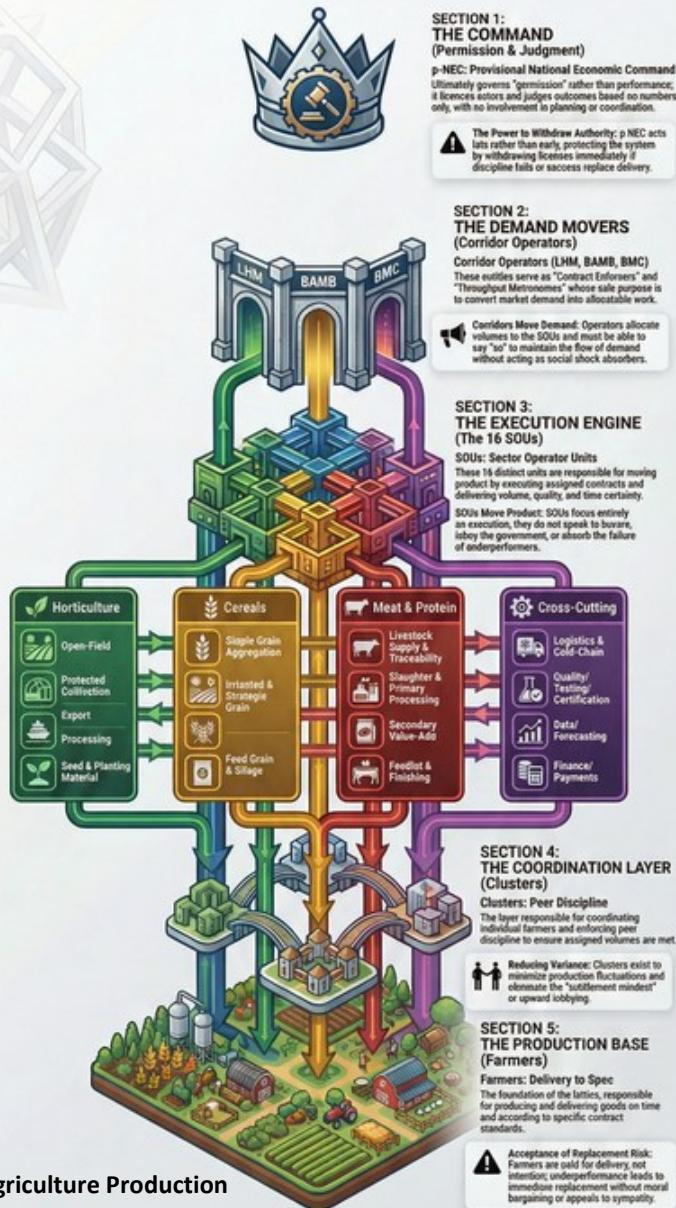 SECTION 1:
THE COMMAND
(Permission & Judgment)
p-NEC: Provisional National Economic Command
Ultimately governs "germission" rather than performance;
it licences eotors and judges outcomes based no numbers
only, with no involvement in planning or coordination.
The Power to Withdraw Authority: p NEC acts
lats rather than early, protecting the system
by withdrawing licenses immediately if
discipline fails or saccess replace delivery.
SECTION 2:
THE DEMAND MOVERS
(Corridor Operators)
Corridor Operators (LHM, BAMB, BMC)
These entities serve as "Contract Enforsers" and
"Throughput Metronomes" whose sale purpose is
to convert market demand into allocatable work.
LHM
BAMB
BMC
Corridors Move Demand: Operators allocate
volumes to the SOUs and must be able to
say "so" to maintain the flow of demand
without acting as social shock absorbers.
SECTION 3:
THE EXECUTION ENGINE
(The 16 SOUs)
SOUs: Sector Operator Units
These 16 distinct units are responsible for muving
product by executing assigned contracts and
delivering volume, quality, and time certainty.
SOUs Move Product: SOUs focus entirely
an execution, they do not speak to buvare,
isboy the government, or absorb the failure
of anderperformers.
Horticulture
Open-Field
Protected
Export
Processing
Seed & Planting
Material
Cereals
Siaple Grain
Aggregation
Irrianted &
Strategie
Grain
Feed Grain
& Silage
Meat & Protein
Livestock
Supply &
Traceability
Slaughter &
Primary
Processing
Secondary
Value-Add
Feedlot &
Finishing
Cross-Cutting
Logistics &
Cold-Chain
Quality/
Testing/
Certification
Data/
Forecasting
Finance/
Payments
SECTION 4:
THE COORDINATION LAYER
(Clusters)
Clusters: Peer Discipline
The layer responsible for coordinating
individual farmers and enforcing peer
discipline to ensure assigned volumes are met.
Reducing Variance: Clusters exist to
minimize production fluctuations and
elenmate the "sutitlement mindest"
or upward iobbying.
SECTION 5:
THE PRODUCTION BASE
(Farmers)
Farmers: Delivery to Spec
The foundation of the latties, responsible
for producing and delivering goods on time
and according to specific contract
standards.
Acceptance of Replacement Risk:
Farmers are oald for delivery, not
intention; underperformance leads to
immedisre replacement without moral
bargaining or appeals to sympathy.
griculture Production